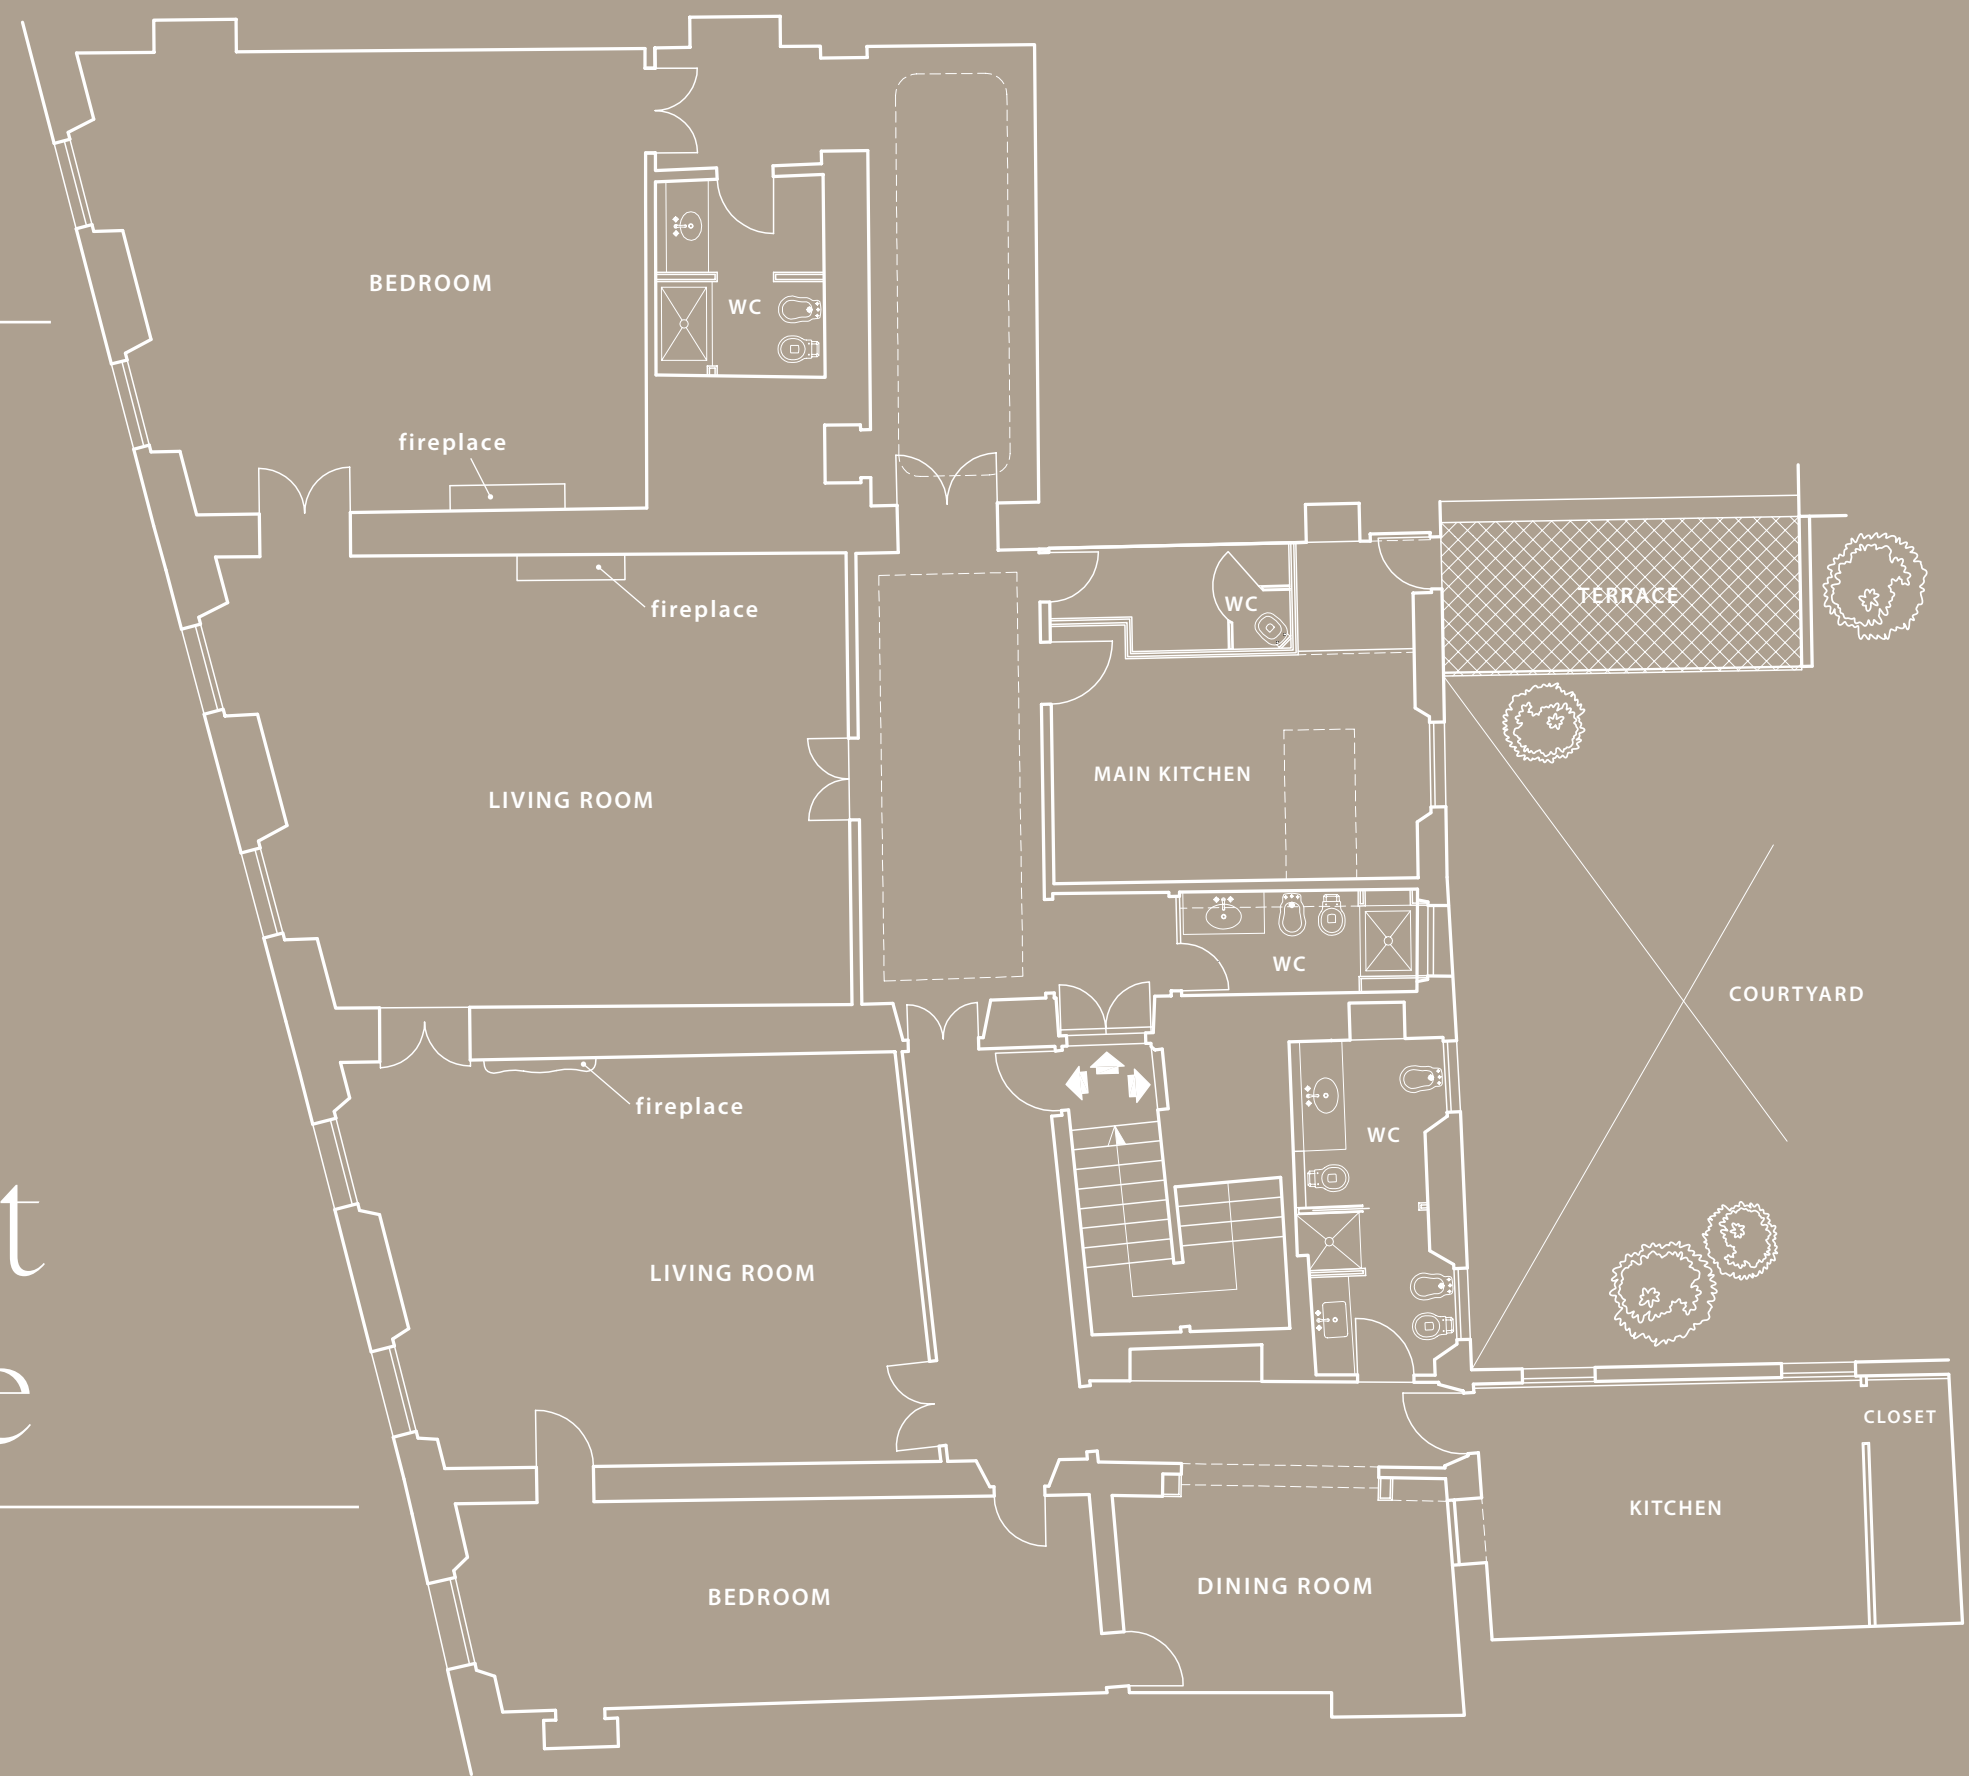 BEDROOM
WC
fireplace
fireplace
WC
TERRACE
MAIN KITCHEN
LIVING ROOM
WC
COURTYARD
fireplace
WC
t
LIVING ROOM
e
CLOSET
KITCHEN
DINING ROOM
BEDROOM